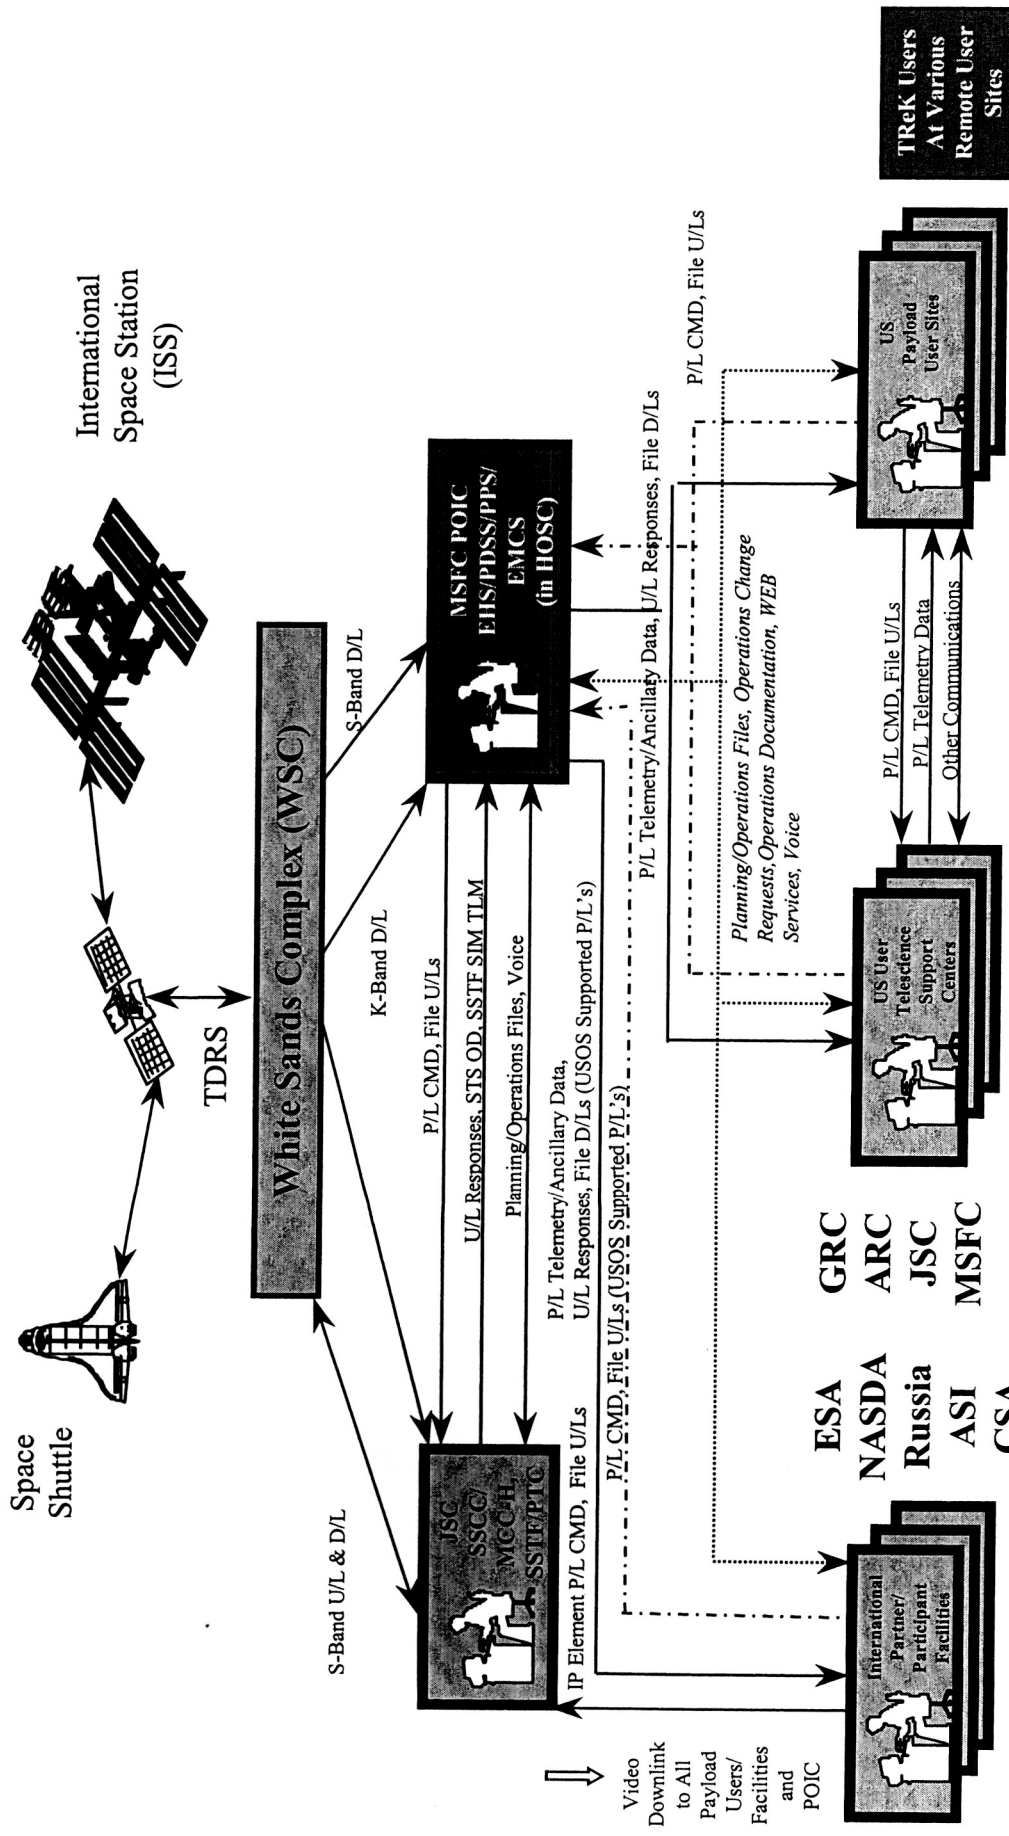 Space
Shuttle
International
Space Station
(ISS)
TDRS
White Sands Complex (WSC)
S-Band U/L & D/L
K-Band D/L
S-Band D/L
JSC
SSCC/
MCC-H,
SSTF/PTC
MSFC POIC
EHS/PDSS/PPS/
EMCS
(in HOSC)
P/L CMD, File U/Ls
U/L Responses, STS OD, SSTF SIM TLM
Planning/Operations Files, Voice
P/L Telemetry/Ancillary Data,
U/L Responses, File D/Ls (USOS Supported P/L's)
IP Element P/L CMD, File U/Ls
P/L CMD, File U/Ls (USOS Supported P/L's)
P/L Telemetry/Ancillary Data, U/L Responses, File D/Ls
P/L CMD, File U/Ls
Planning/Operations Files, Operations Change
Requests, Operations Documentation, WEB
Services, Voice
Video
Downlink
to All
Payload
Users/
Facilities
and
POIC
International
Partner/
Participant
Facilities
ESA
NASDA
Russia
ASI
CSA
GRC
ARC
JSC
MSFC
US User
Telescience
Support
Centers
P/L CMD, File U/Ls
P/L Telemetry Data
Other Communications
US
Payload
User Sites
TReK Users
At Various
Remote User
Sites